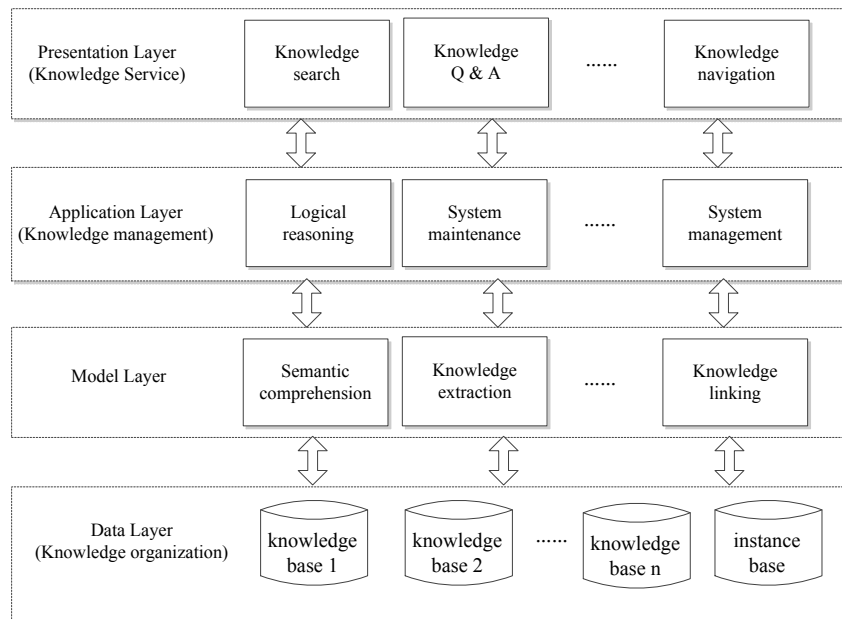 Presentation Layer
(Knowledge Service)
Knowledge
search
Knowledge
Q & A
......
Knowledge
navigation
Application Layer
(Knowledge management)
Logical
reasoning
System
maintenance
......
System
management
Model Layer
Semantic
comprehension
Knowledge
extraction
......
Knowledge
linking
Data Layer
(Knowledge organization)
knowledge
base 1
knowledge
base 2
......
knowledge
base n
instance
base